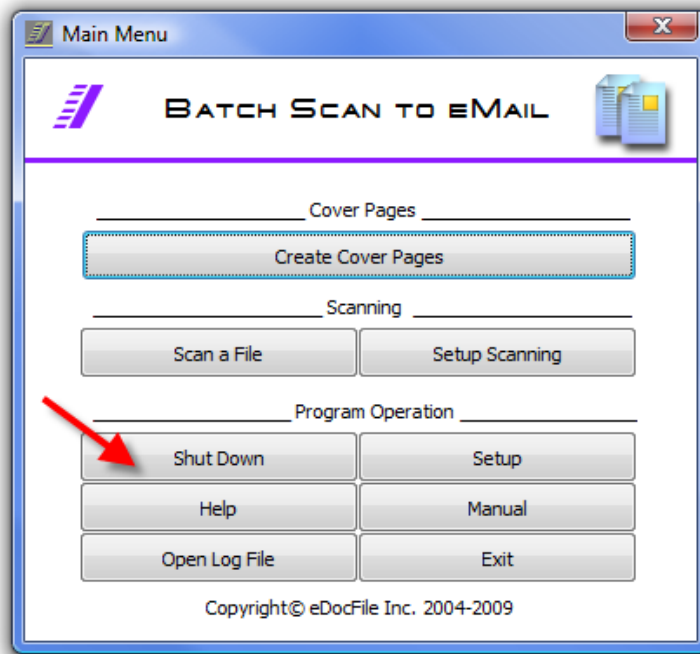 Main Menu
BATCH SCAN TO EMAIL
Cover Pages
Create Cover Pages
Scanning
Scan a File Setup Scanning
Program Operation
Shut Down Setup
Help Manual
Open Log File Exit
Copyright© eDocFile Inc. 2004-2009